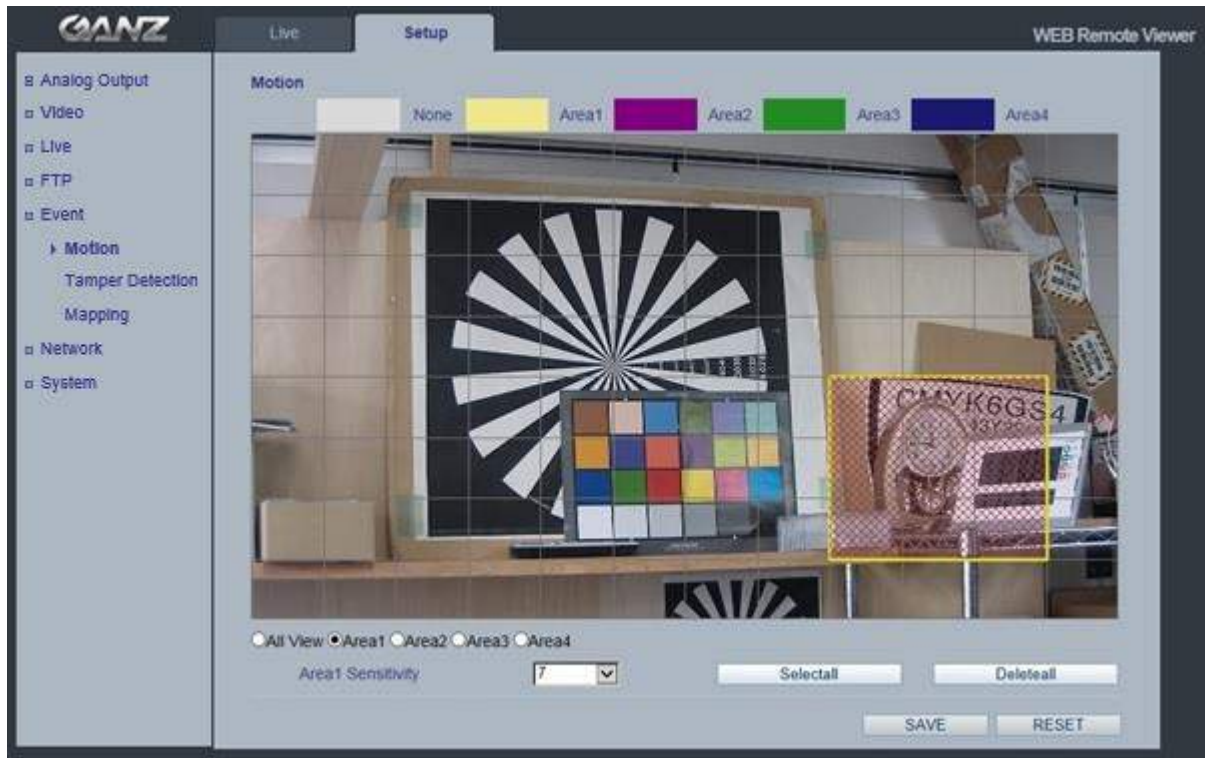 GANZ
Live
Setup
WEB Remote Viewer
Analog Output
Video
Live
FTP
Event
Motion
Tamper Detection
Mapping
Network
System
Motion
None Area1 Area2 Area3 Area4
CMYK6GS4
All View Area1 Area2 Area3 Area4
Area1 Sensitivity 7 Selectall Deleteall
SAVE RESET